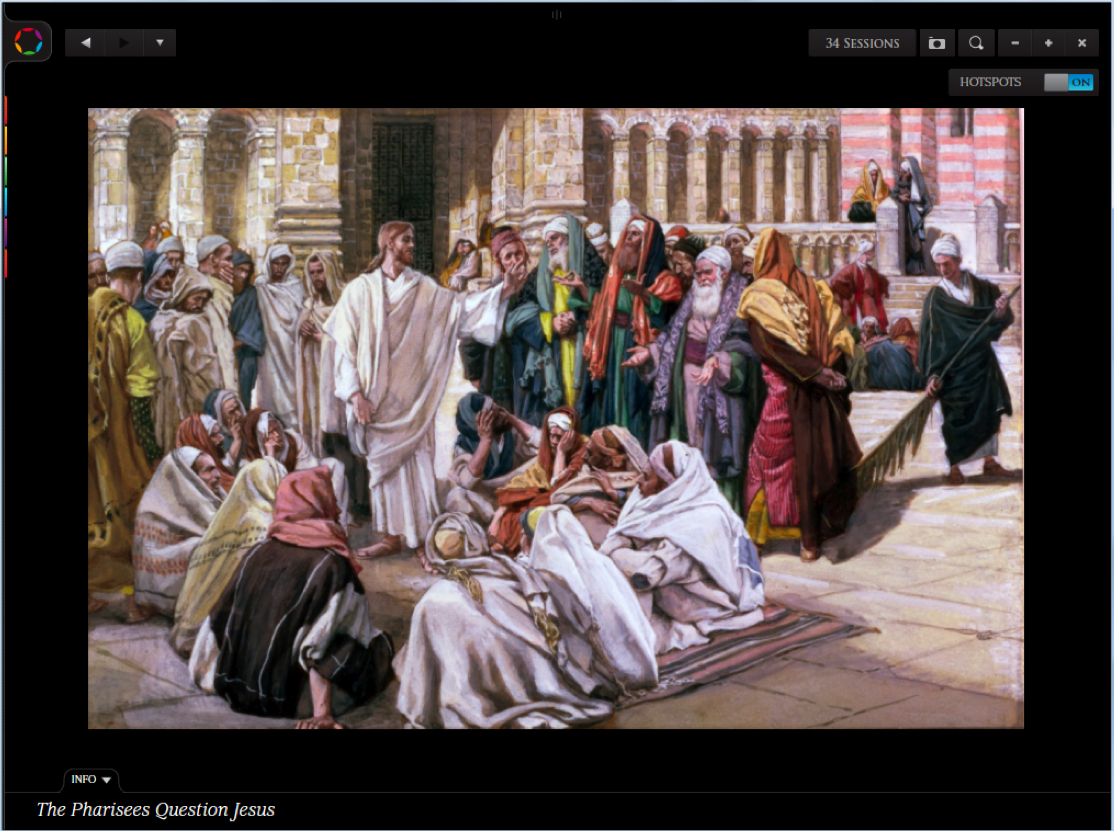 34 SESSIONS
HOTSPOTS ON
INFO
The Pharisees Question Jesus